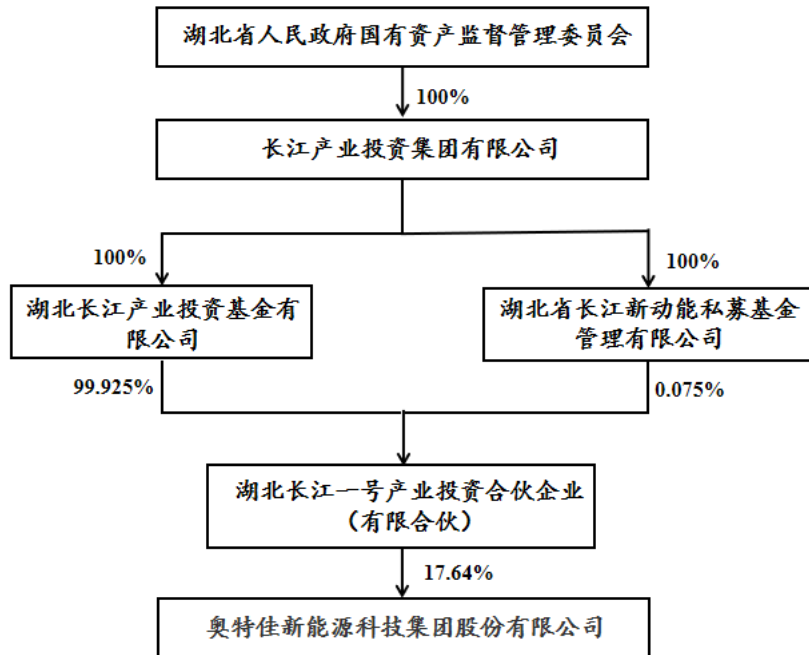 湖北省人民政府国有资产监督管理委员会
100%
长江产业投资集团有限公司
100%
100%
湖北长江产业投资基金有
限公司
湖北省长江新动能私募基金
管理有限公司
99.925%
0.075%
湖北长江一号产业投资合伙企业
（有限合伙）
17.64%
奥特佳新能源科技集团股份有限公司